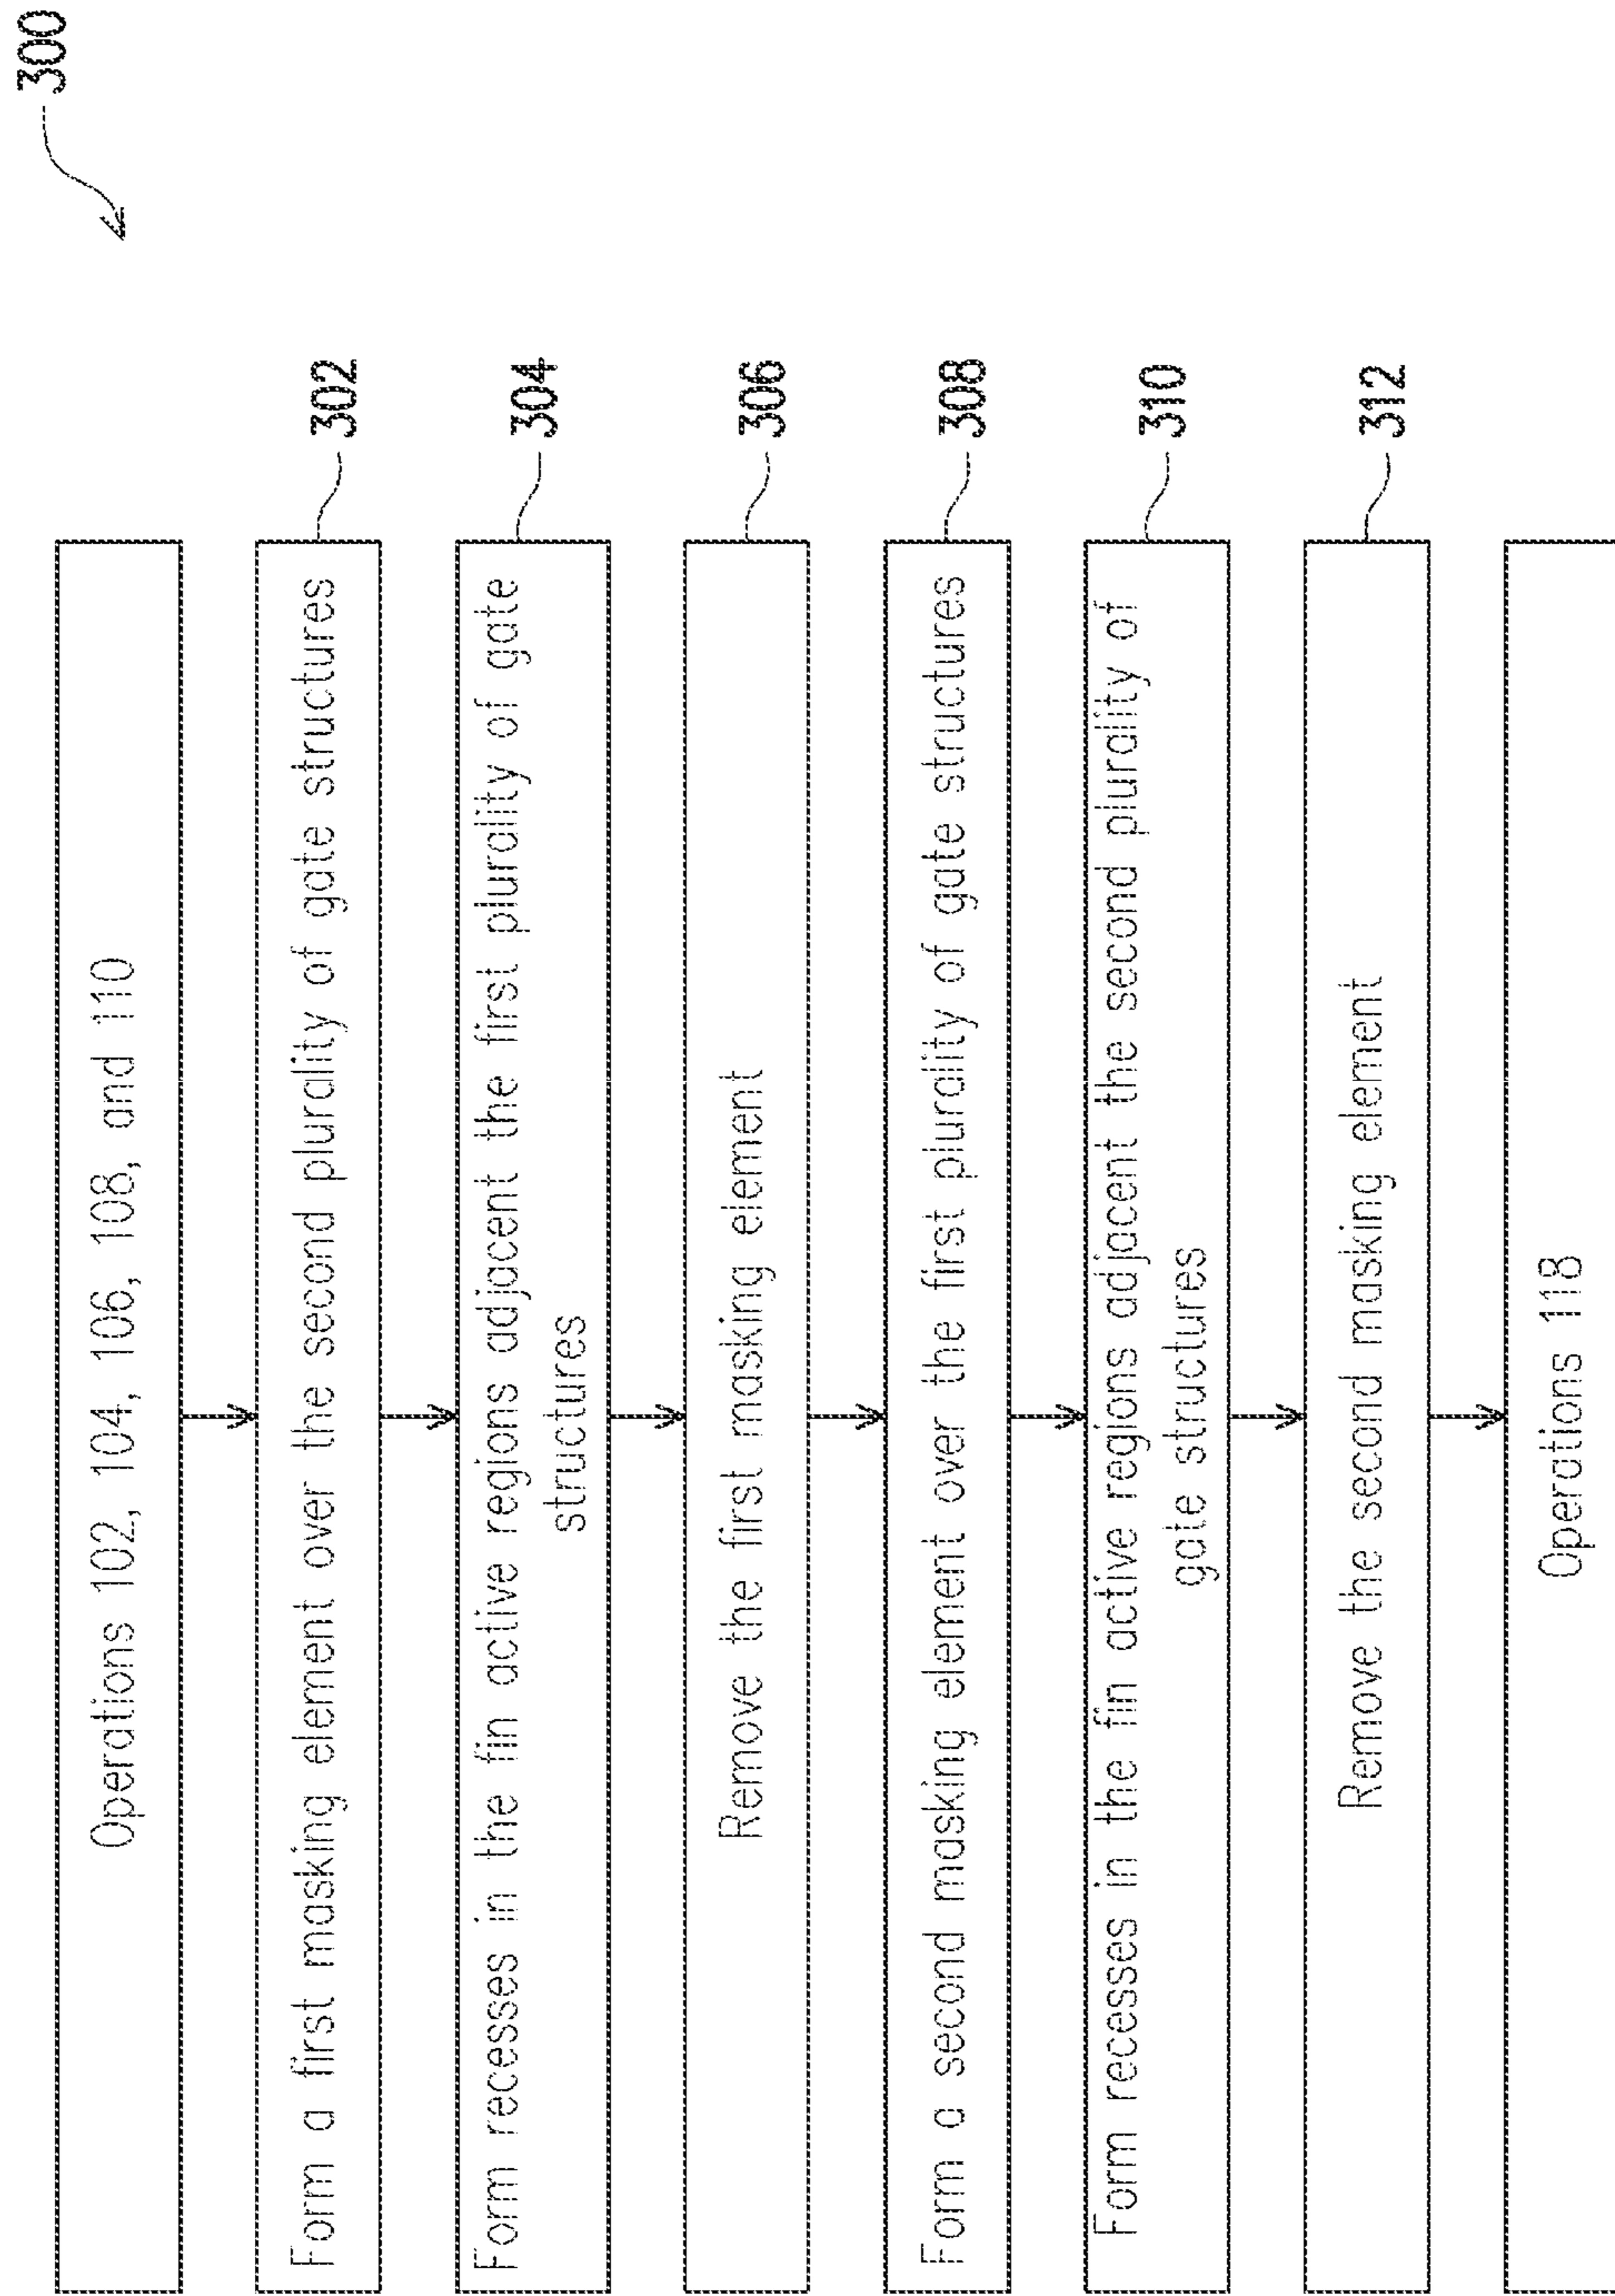 300
Operations 102, 104, 106, 108, and 110
Form a first masking element over the second plurality of gate structures
302
Form recesses in the fin active regions adjacent the first plurality of gate
structures
304
Remove the first masking element
306
Form a second masking element over the first plurality of gate structures
308
Form recesses in the fin active regions adjacent the second plurality of
gate structures
310
Remove the second masking element
312
Operations 118